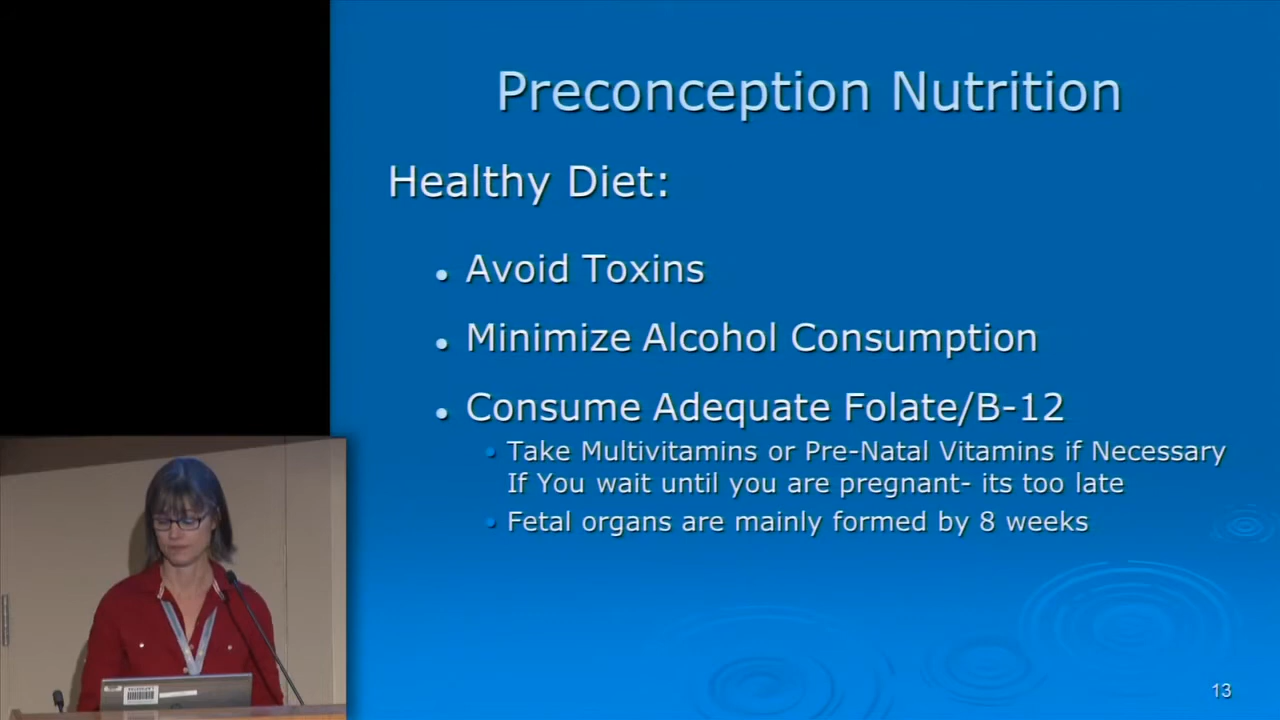 Preconception Nutrition
Healthy Diet:
• Avoid Toxins
• Minimize Alcohol Consumption
• Consume Adequate Folate/B-12
• Take Multivitamins or Pre-Natal Vitamins if Necessary
If You wait until you are pregnant- its too late
• Fetal organs are mainly formed by 8 weeks
13